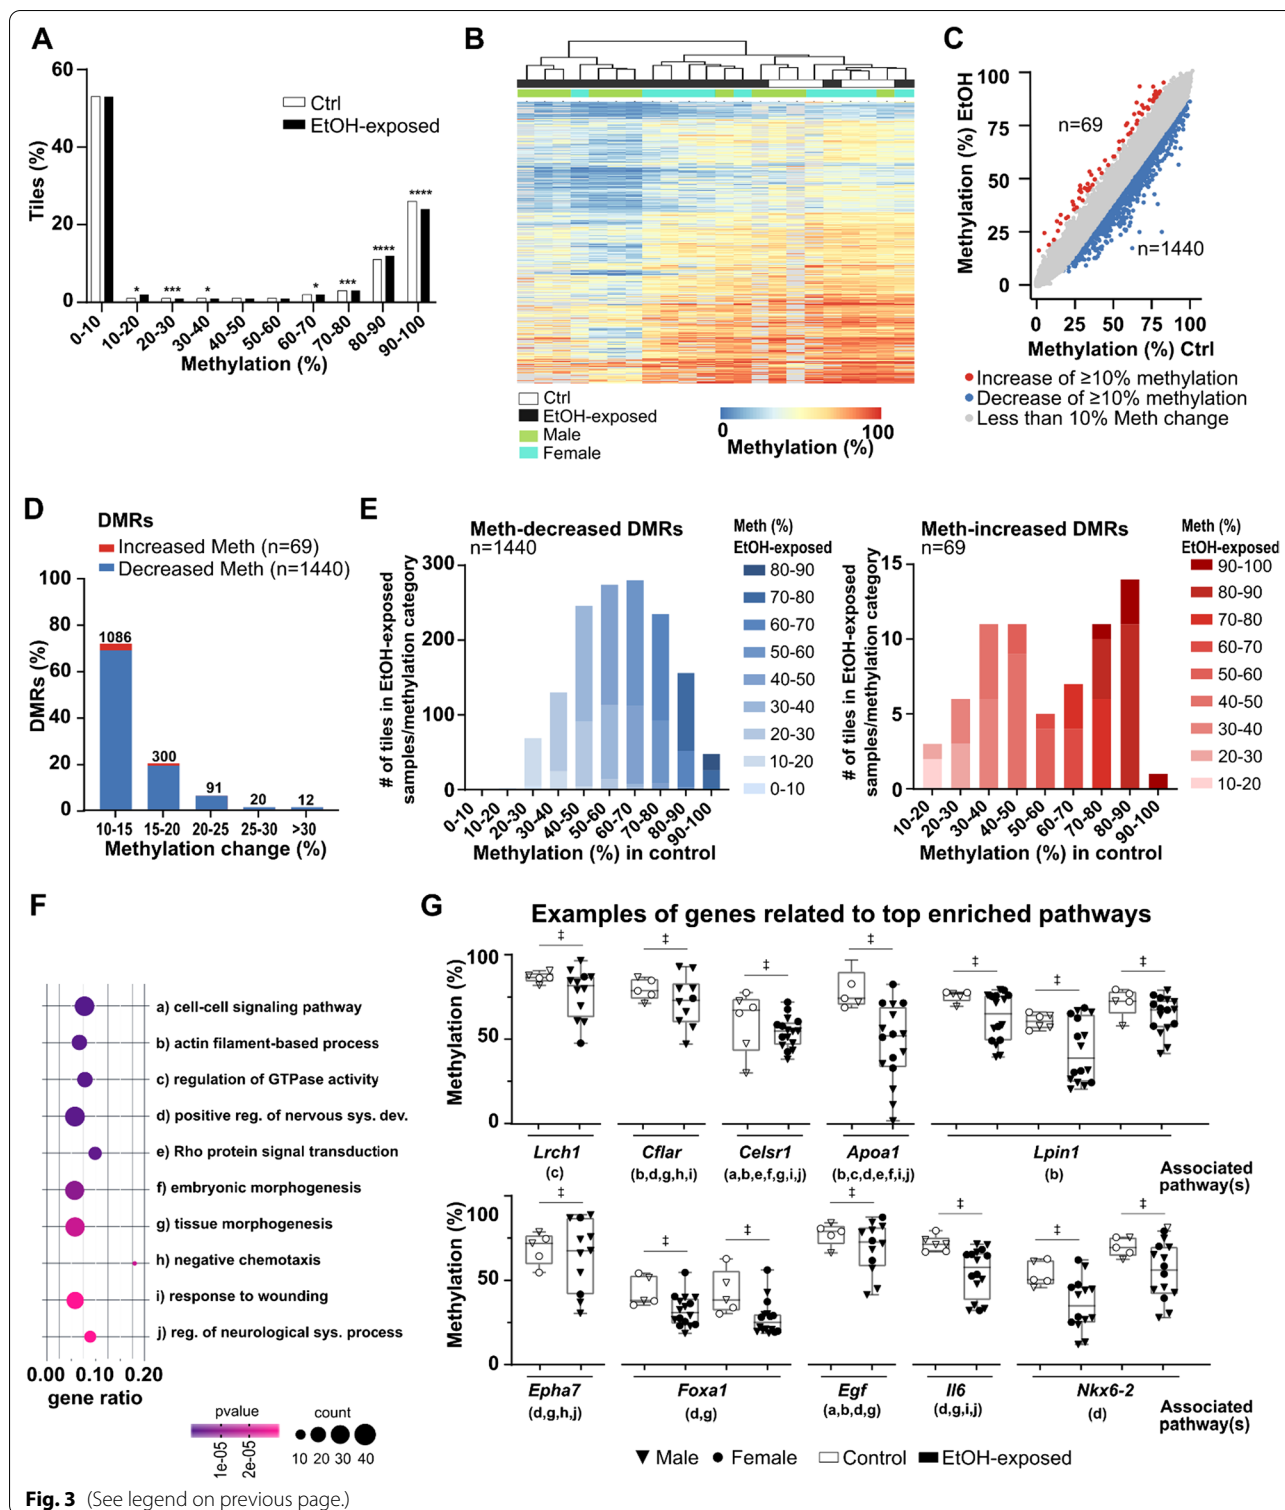 A
60
40
20
0
Tiles (%)
Ctrl
EtOH-exposed
* *** * * *** **** ****
0-10 10-20 20-30 30-40 40-50 50-60 60-70 70-80 80-90 90-100
Methylation (%)
B
Ctrl
EtOH-exposed
Male
Female
0 100
Methylation (%)
C
Methylation (%) EtOH
100
75
50
25
0
n=69
n=1440
0 25 50 75 100
Methylation (%) Ctrl
Increase of ≥10% methylation
Decrease of ≥10% methylation
Less than 10% Meth change
D
DMRs
Increased Meth (n=69)
Decreased Meth (n=1440)
DMRs (%)
100
80
60
40
20
0
1086 300 91 20 12
10-15 15-20 20-25 25-30 >30
Methylation change (%)
E
Meth-decreased DMRs
n=1440
# of tiles in EtOH-exposed
samples/methylation category
300
200
100
0
0-10 10-20 20-30 30-40 40-50 50-60 60-70 70-80 80-90 90-100
Methylation (%) in control
Meth (%)
EtOH-exposed
80-90
70-80
60-70
50-60
40-50
30-40
20-30
10-20
0-10
Meth-increased DMRs
n=69
# of tiles in EtOH-exposed
samples/methylation category
15
10
5
0
10-20 20-30 30-40 40-50 50-60 60-70 70-80 80-90 90-100
Methylation (%) in control
Meth (%)
EtOH-exposed
90-100
80-90
70-80
60-70
50-60
40-50
30-40
20-30
10-20
F
a) cell-cell signaling pathway
b) actin filament-based process
c) regulation of GTPase activity
d) positive reg. of nervous sys. dev.
e) Rho protein signal transduction
f) embryonic morphogenesis
g) tissue morphogenesis
h) negative chemotaxis
i) response to wounding
j) reg. of neurological sys. process
0.00 0.10 0.20
gene ratio
pvalue
1e-05 2e-05
count
10 20 30 40
G
Examples of genes related to top enriched pathways
Methylation (%)
100
50
0
‡ ‡ ‡ ‡ ‡ ‡ ‡
Lrch1 Cflar Celsr1 Apoa1 Lpin1
(c) (b,d,g,h,i) (a,b,e,f,g,i,j) (b,c,d,e,f,i,j) (b)
Associated
pathway(s)
Methylation (%)
100
50
0
‡ ‡ ‡ ‡ ‡ ‡ ‡
Epha7 Foxa1 Egf Il6 Nkx6-2
(d,g,h,j) (d,g) (a,b,d,g) (d,g,i,j) (d)
Associated
pathway(s)
Male Female Control EtOH-exposed
Fig. 3 (See legend on previous page.)